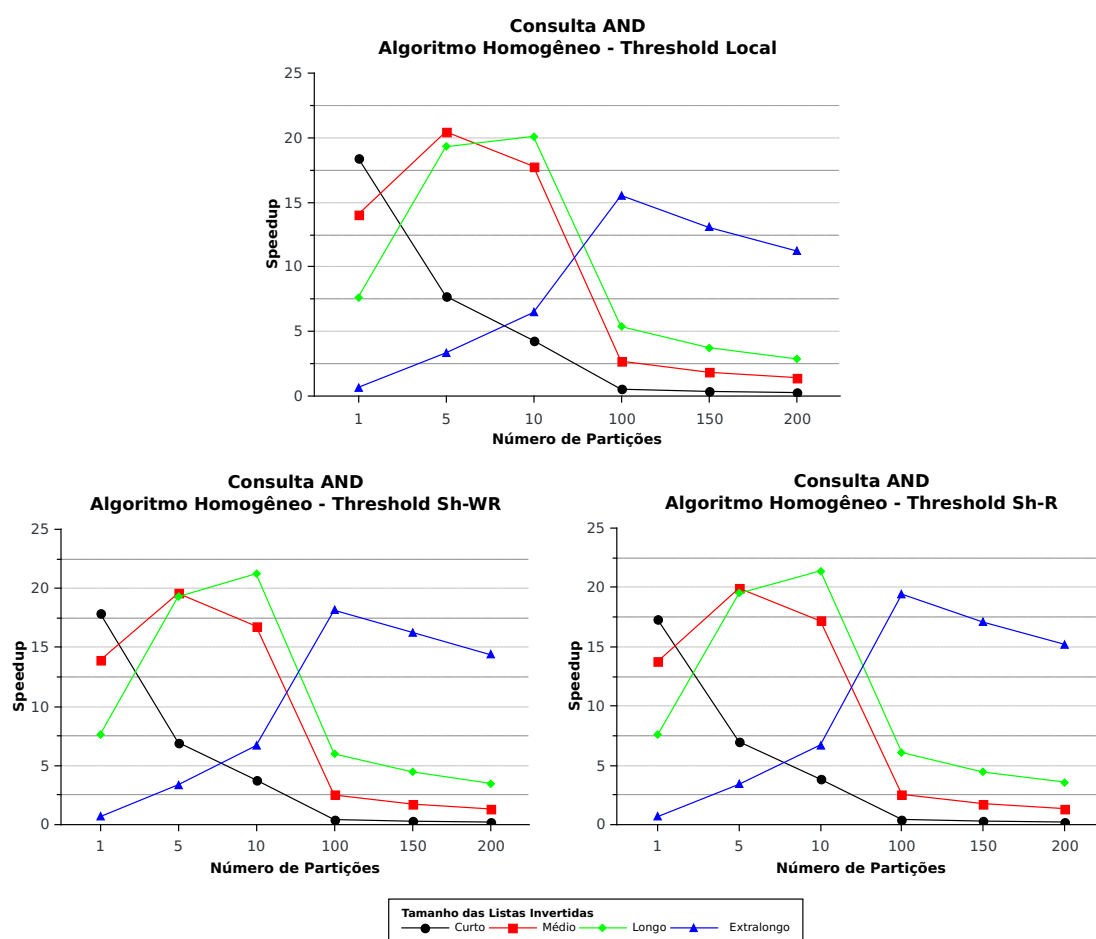 Consulta AND
Algoritmo Homogêneo - Threshold Local
25
20
15
10
5
0
Speedup
1 5 10 100 150 200
Número de Partições
Consulta AND
Algoritmo Homogêneo - Threshold Sh-WR
25
20
15
10
5
0
Speedup
1 5 10 100 150 200
Número de Partições
Consulta AND
Algoritmo Homogêneo - Threshold Sh-R
25
20
15
10
5
0
Speedup
1 5 10 100 150 200
Número de Partições
Tamanho das Listas Invertidas
Curto Médio Longo Extralongo